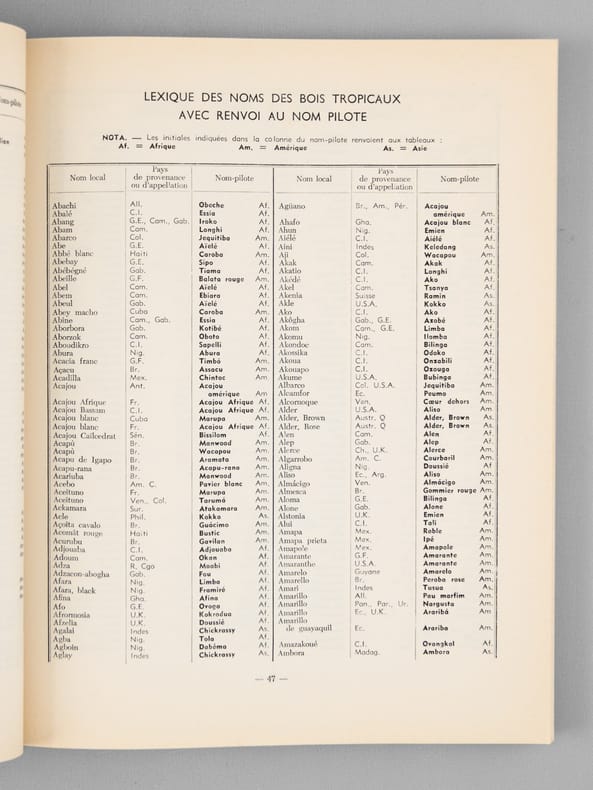 LEXIQUE DES NOMS DES BOIS TROPICAUX
AVEC RENVOI AU NOM PILOTE
NOTA. — Les initiales indiquées dans la colonne du nom-pilote renvoient aux tableaux :
Af. = Afrique Am. = Amérique As. = Asie
Nom local Pays de provenance ou d'appellation Nom-pilote
Abachi All. Obeche Af.
Abalé C.I. Essia Af.
Abang G.E., Cam., Gab. Iroko Af.
Abam Cam. Longhi Af.
Abarco Col. Jequitiba Am.
Abe G.E. Aïelé Af.
Abbé blanc Haïti Caroba Am.
Abebay G.E. Sipo Af.
Abébégné Gab. Tiama Af.
Abeille G.F. Balata rouge Am.
Abel Cam. Aïelé Af.
Abem Cam. Ebiara Af.
Abeul Gab. Aïelé Af.
Abey macho Cuba Caroba Am.
Abine Cam., Gab. Ako Af.
Aborbora Gab. Kotibé Af.
Aborzok Cam. Oboto Af.
Aboudikro C.I. Sapelli Af.
Abura Nig. Abura Af.
Acacia franc G.F. Timbó Am.
Açacu Br. Assacu Am.
Acadilla Mex. Chintoc Am.
Acajou Ant. Acajou
amérique Am
Acajou Afrique Fr. Acajou Afrique Af.
Acajou Bassam C.I. Acajou Afrique Af.
Acajou blanc Cuba Marupa Am.
Acajou blanc Fr. Acajou Afrique Af.
Acajou Caïlcedrat Sén. Bissilom Af.
Acapù Br. Manwood Am.
Acapù Br. Wacapou Am.
Acapu de Igapo Br. Aramata Am.
Acapu-rana Br. Acapu-rana Am.
Acariuba Br. Manwood Am.
Acebo Am. C. Pavier blanc Am.
Aceituno Fr. Marupa Am.
Aceituno Ven., Col. Tarumã Am.
Ackamara Sur. Atakamara Am.
Acle Phil. Kokko As.
Açoita cavalo Br. Guácimo Am.
Acomât rouge Haïti Bustic Am.
Acurubu Br. Gavilan Am.
Adjouaba C.I. Adjouaba Af.
Adoum Cam. Okan Af.
Adza R, Cgo Moabi Af.
Adzacon-abogha Gab. Fou Af.
Afara Nig. Limba Af.
Afara, black Nig. Framiré Af.
Afina Gha. Afina Af.
Afo G.E. Ovoga Af.
Afrormosia U.K. Kokrodua Af.
Afzelia U.K. Doussié Af.
Agalai Indes Chickrassy As.
Agba Nig. Tola Af.
Agboin Nig. Dabéma Af.
Aglay Indes Chickrassy As.
Nom local Pays de provenance ou d'appellation Nom-pilote
Aguano Br., Am., Pér. Acajou
amérique Am.
Ahafo Gha. Acajou blanc Af.
Ahun Nig. Emien Af.
Aiélé C.I. Aiélé Af.
Aini Indes Keledang As.
Aji Col. Wacapou Am.
Akak Cam. Akak Af.
Akatio C.I. Longhi Af.
Akédé C.I. Ako Af.
Akel Cam. Tsanya Af.
Akenia Suisse Ramin As.
Akle U.S.A. Kokko As.
Ako C.I. Ako Af.
Akôgha Gab., G.E. Azobé Af.
Akom Cam., G.E. Limba Af.
Akomu Nig. Ilomba Af.
Akondoc Cam. Bilinga Af.
Akossika C.I. Odoko Af.
Akoua C.I. Onzabili Af.
Akouapo C.I. Ozouga Af.
Akume U.S.A. Bubinga Af.
Albarco Col. U.S.A. Jequitiba Am.
Alcamfor Ec. Peumo Am.
Alcornoque Ven. Cœur dehors Am.
Alder U.S.A. Aliso Am.
Alder, Brown Austr. Q Alder, Brown As.
Alder, Rose Austr. Q Alder, Brown As.
Alen Cam. Alen Af.
Alep Gab. Alep Af.
Alerce Ch., U.K. Alerce Am.
Algarrobo Am. C. Courbaril Am.
Aligna Nig. Doussié Af
Aliso Ec., Arg. Aliso Am.
Almácigo Ven. Almácigo Am.
Almenca Br. Gommier rouge Am.
Aloma G.E. Bilinga Af.
Alone Gab. Alone Af.
Alstonia U.K. Emien Af.
Alui C.I. Tali Af.
Amapa Mex. Roble Am.
Amapa prieta Mex. Ipé Am.
Amapole Mex. Amapola Am.
Amarante G.F. Amarante Am.
Amaranthe U.S.A. Amarante Am.
Amarelo Guyane Amarelo Am.
Amarello Br. Peroba rosa Am.
Amari Indes Tusua As.
Amarillo All. Pau marfim Am.
Amarillo Pan., Par., Ur. Nargusta Am.
Amarillo Ec., U.K. Araribá Am.
Amarillo
de guayaquil Ec. Arariba Am.
Amazakoué C.I. Ovangkol Af.
Ambora Madag. Ambora As.
— 47 —